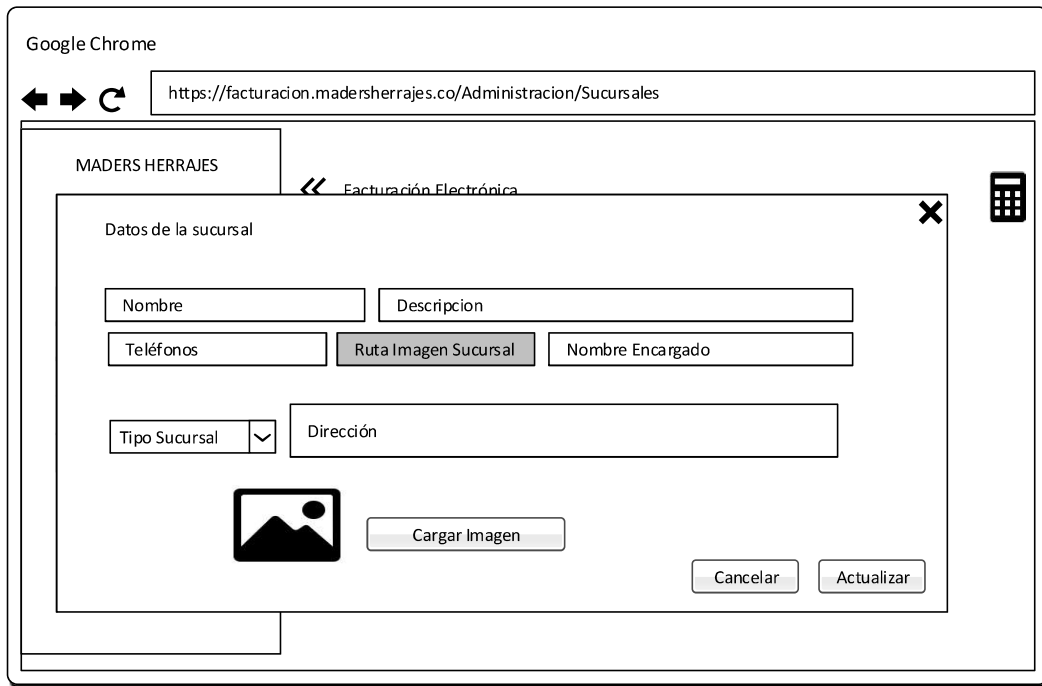 Google Chrome
https://facturacion.madersherrajes.co/Administracion/Sucursales
MADERS HERRAJES
Facturación Electrónica
Datos de la sucursal
Nombre
Descripcion
Teléfonos
Ruta Imagen Sucursal
Nombre Encargado
Tipo Sucursal
Dirección
Cargar Imagen
Cancelar
Actualizar